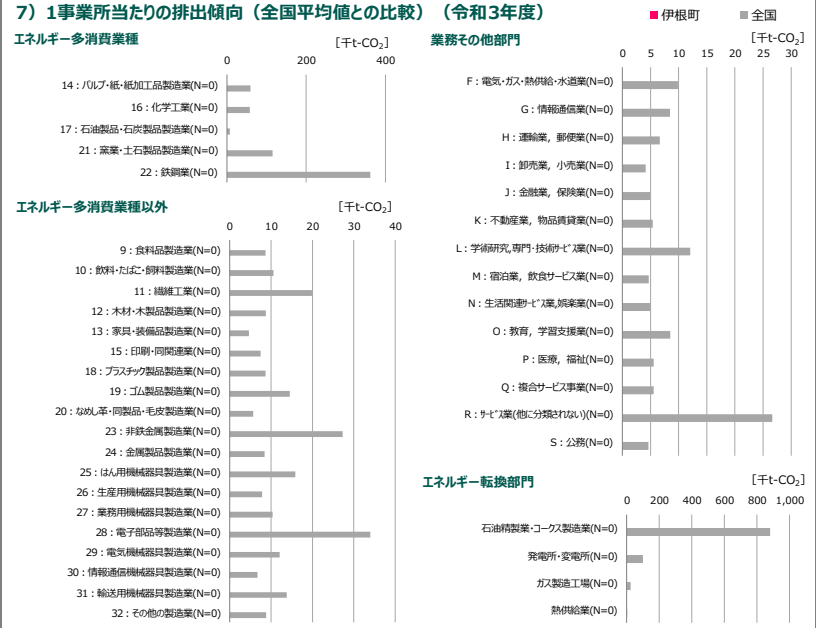 7）1事業所当たりの排出傾向（全国平均値との比較）（令和3年度）
■伊根町 ■全国
エネルギー多消費業種
[千t-CO₂]
0 200 400
14：パルプ・紙・紙加工品製造業(N=0)
16：化学工業(N=0)
17：石油製品・石炭製品製造業(N=0)
21：窯業・土石製品製造業(N=0)
22：鉄鋼業(N=0)
エネルギー多消費業種以外
[千t-CO₂]
0 10 20 30 40
9：食料品製造業(N=0)
10：飲料・たばこ・飼料製造業(N=0)
11：繊維工業(N=0)
12：木材・木製品製造業(N=0)
13：家具・装備品製造業(N=0)
15：印刷・同関連業(N=0)
18：プラスチック製品製造業(N=0)
19：ゴム製品製造業(N=0)
20：なめし革・同製品・毛皮製造業(N=0)
23：非鉄金属製造業(N=0)
24：金属製品製造業(N=0)
25：はん用機械器具製造業(N=0)
26：生産用機械器具製造業(N=0)
27：業務用機械器具製造業(N=0)
28：電子部品等製造業(N=0)
29：電気機械器具製造業(N=0)
30：情報通信機械器具製造業(N=0)
31：輸送用機械器具製造業(N=0)
32：その他の製造業(N=0)
業務その他部門
[千t-CO₂]
0 5 10 15 20 25 30
F：電気・ガス・熱供給・水道業(N=0)
G：情報通信業(N=0)
H：運輸業，郵便業(N=0)
I：卸売業，小売業(N=0)
J：金融業，保険業(N=0)
K：不動産業，物品賃貸業(N=0)
L：学術研究,専門・技術サービス業(N=0)
M：宿泊業，飲食サービス業(N=0)
N：生活関連サービス業,娯楽業(N=0)
O：教育，学習支援業(N=0)
P：医療，福祉(N=0)
Q：複合サービス事業(N=0)
R：サービス業(他に分類されない)(N=0)
S：公務(N=0)
エネルギー転換部門
[千t-CO₂]
0 200 400 600 800 1,000
石油精製業・コークス製造業(N=0)
発電所・変電所(N=0)
ガス製造工場(N=0)
熱供給業(N=0)